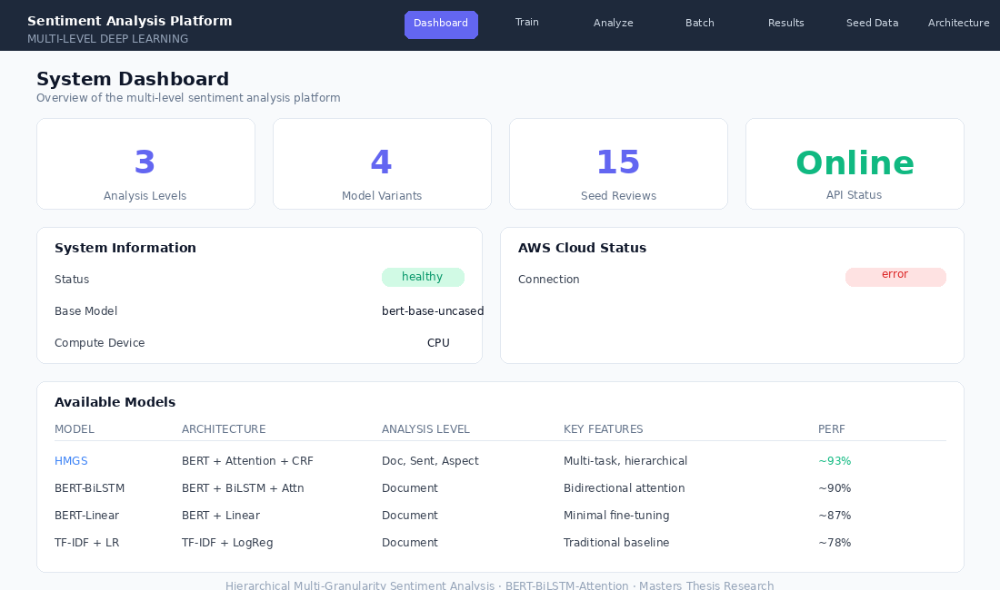 Sentiment Analysis Platform
MULTI-LEVEL DEEP LEARNING
Dashboard Train Analyze Batch Results Seed Data Architecture
System Dashboard
Overview of the multi-level sentiment analysis platform
3 4 15 Online
Analysis Levels Model Variants Seed Reviews API Status
System Information
Status healthy
Base Model bert-base-uncased
Compute Device CPU
AWS Cloud Status
Connection error
Available Models
MODEL ARCHITECTURE ANALYSIS LEVEL KEY FEATURES PERF
HMGS BERT + Attention + CRF Doc, Sent, Aspect Multi-task, hierarchical ~93%
BERT-BiLSTM BERT + BiLSTM + Attn Document Bidirectional attention ~90%
BERT-Linear BERT + Linear Document Minimal fine-tuning ~87%
TF-IDF + LR TF-IDF + LogReg Document Traditional baseline ~78%
Hierarchical Multi-Granularity Sentiment Analysis · BERT-BiLSTM-Attention · Masters Thesis Research